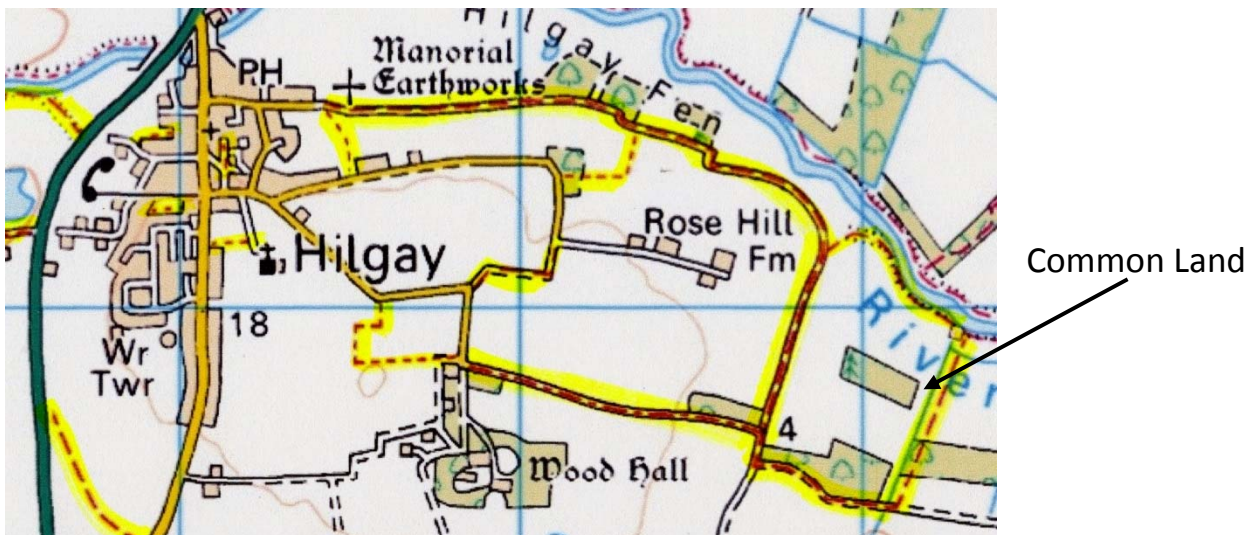 Hilgay Fen
PH
Manorial
Earthworks
Rose Hill
Fm
Hilgay
Common Land
River
18
Wr
Twr
4
Wood Hall